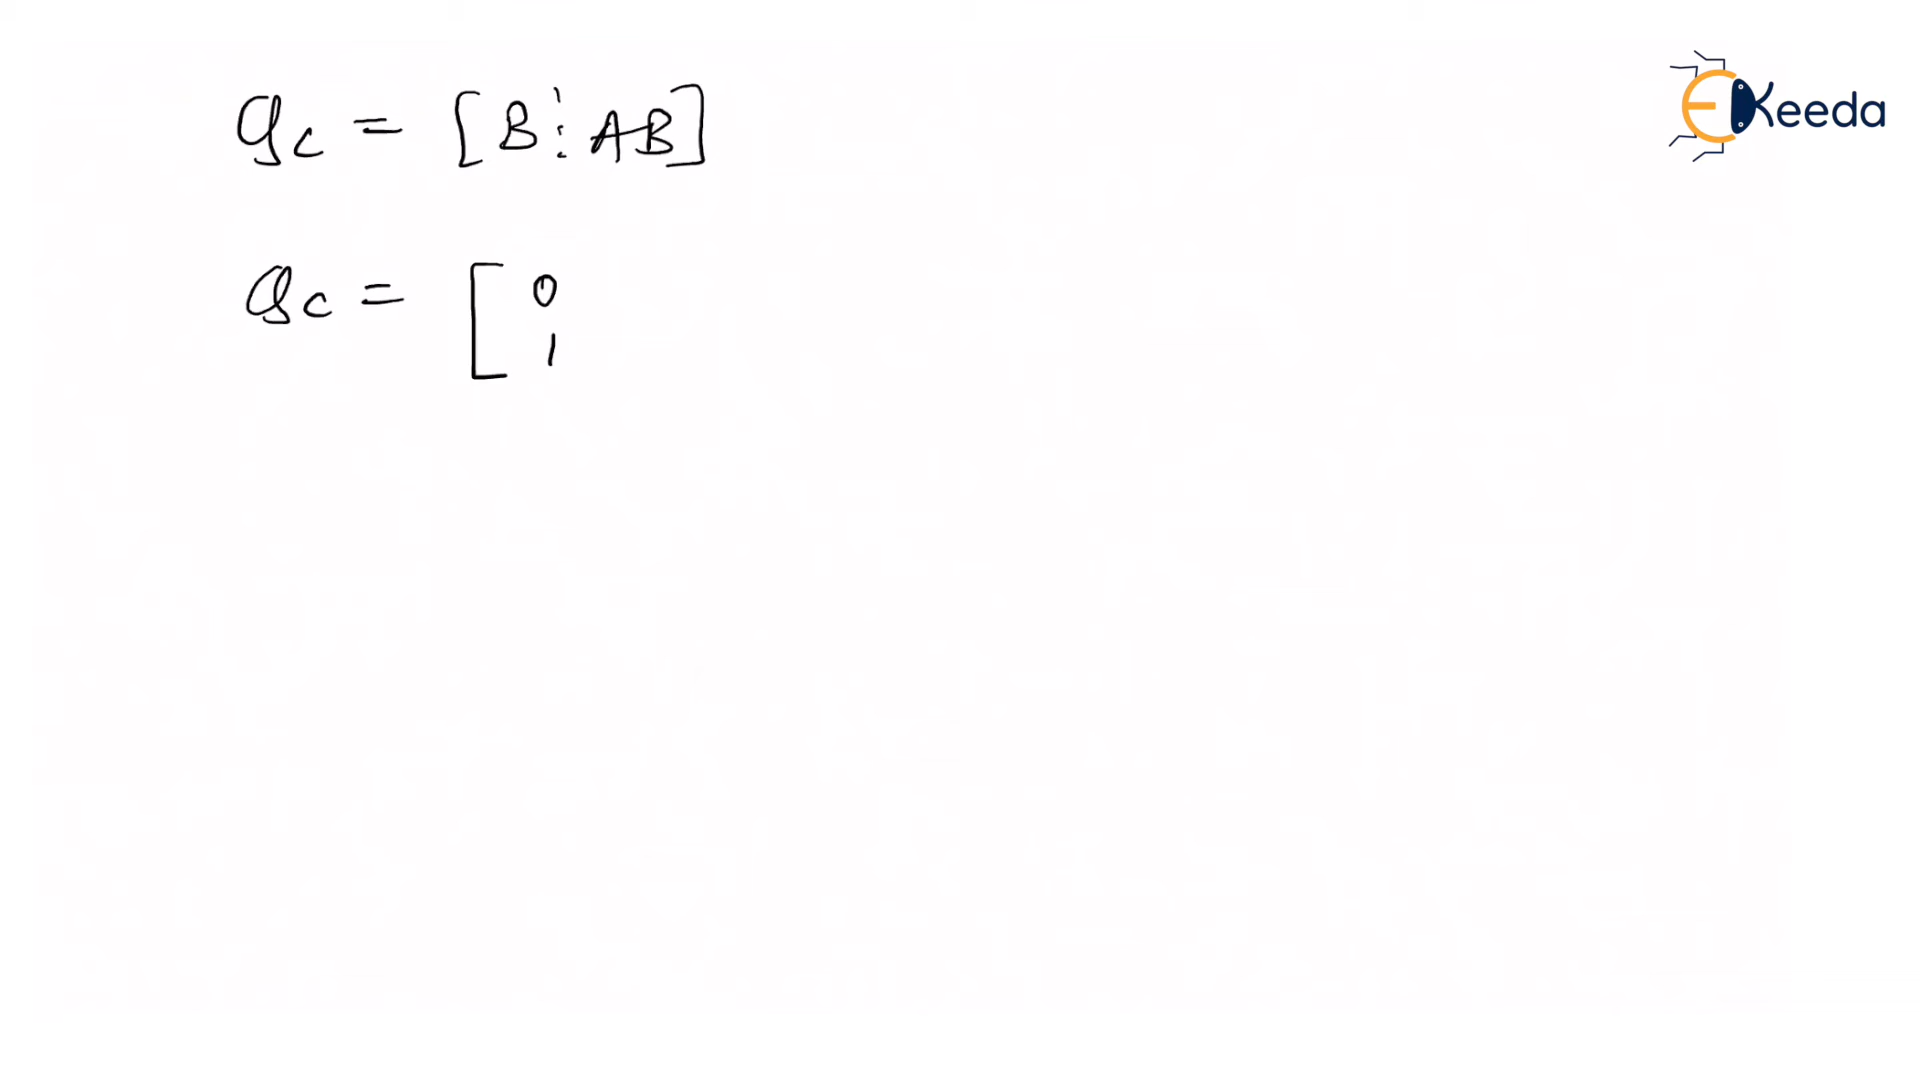 EKeeda
Qc = [B ⋮ AB]
Qc = [ 0
1